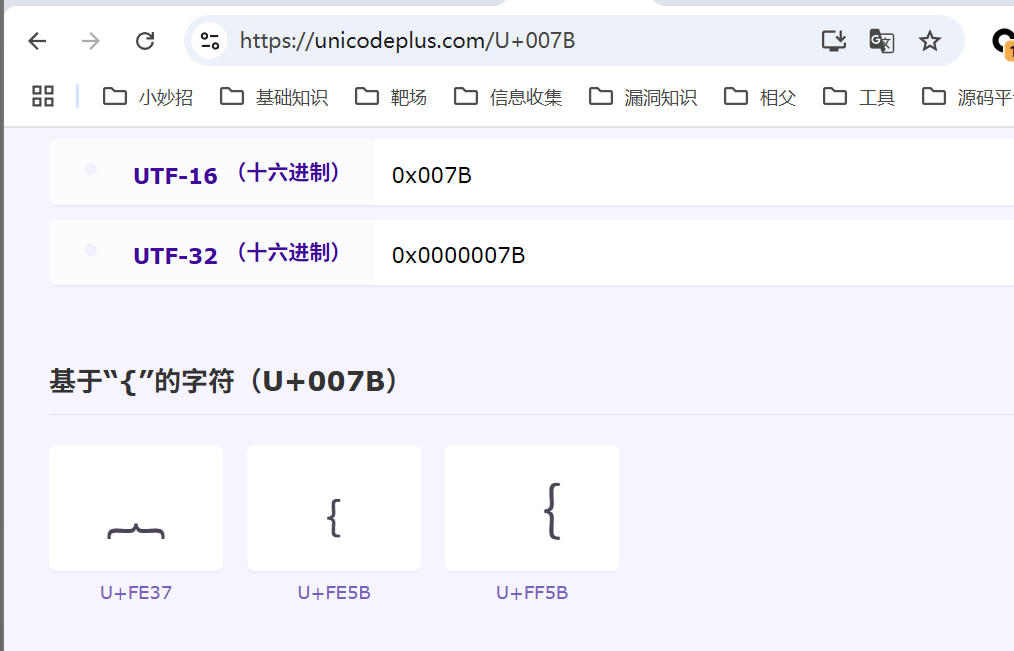 https://unicodeplus.com/U+007B
小妙招 基础知识 靶场 信息收集 漏洞知识 相父 工具 源码平
UTF-16 （十六进制） 0x007B
UTF-32 （十六进制） 0x0000007B
基于“{”的字符（U+007B）
︷ ﹛ ｛
U+FE37 U+FE5B U+FF5B